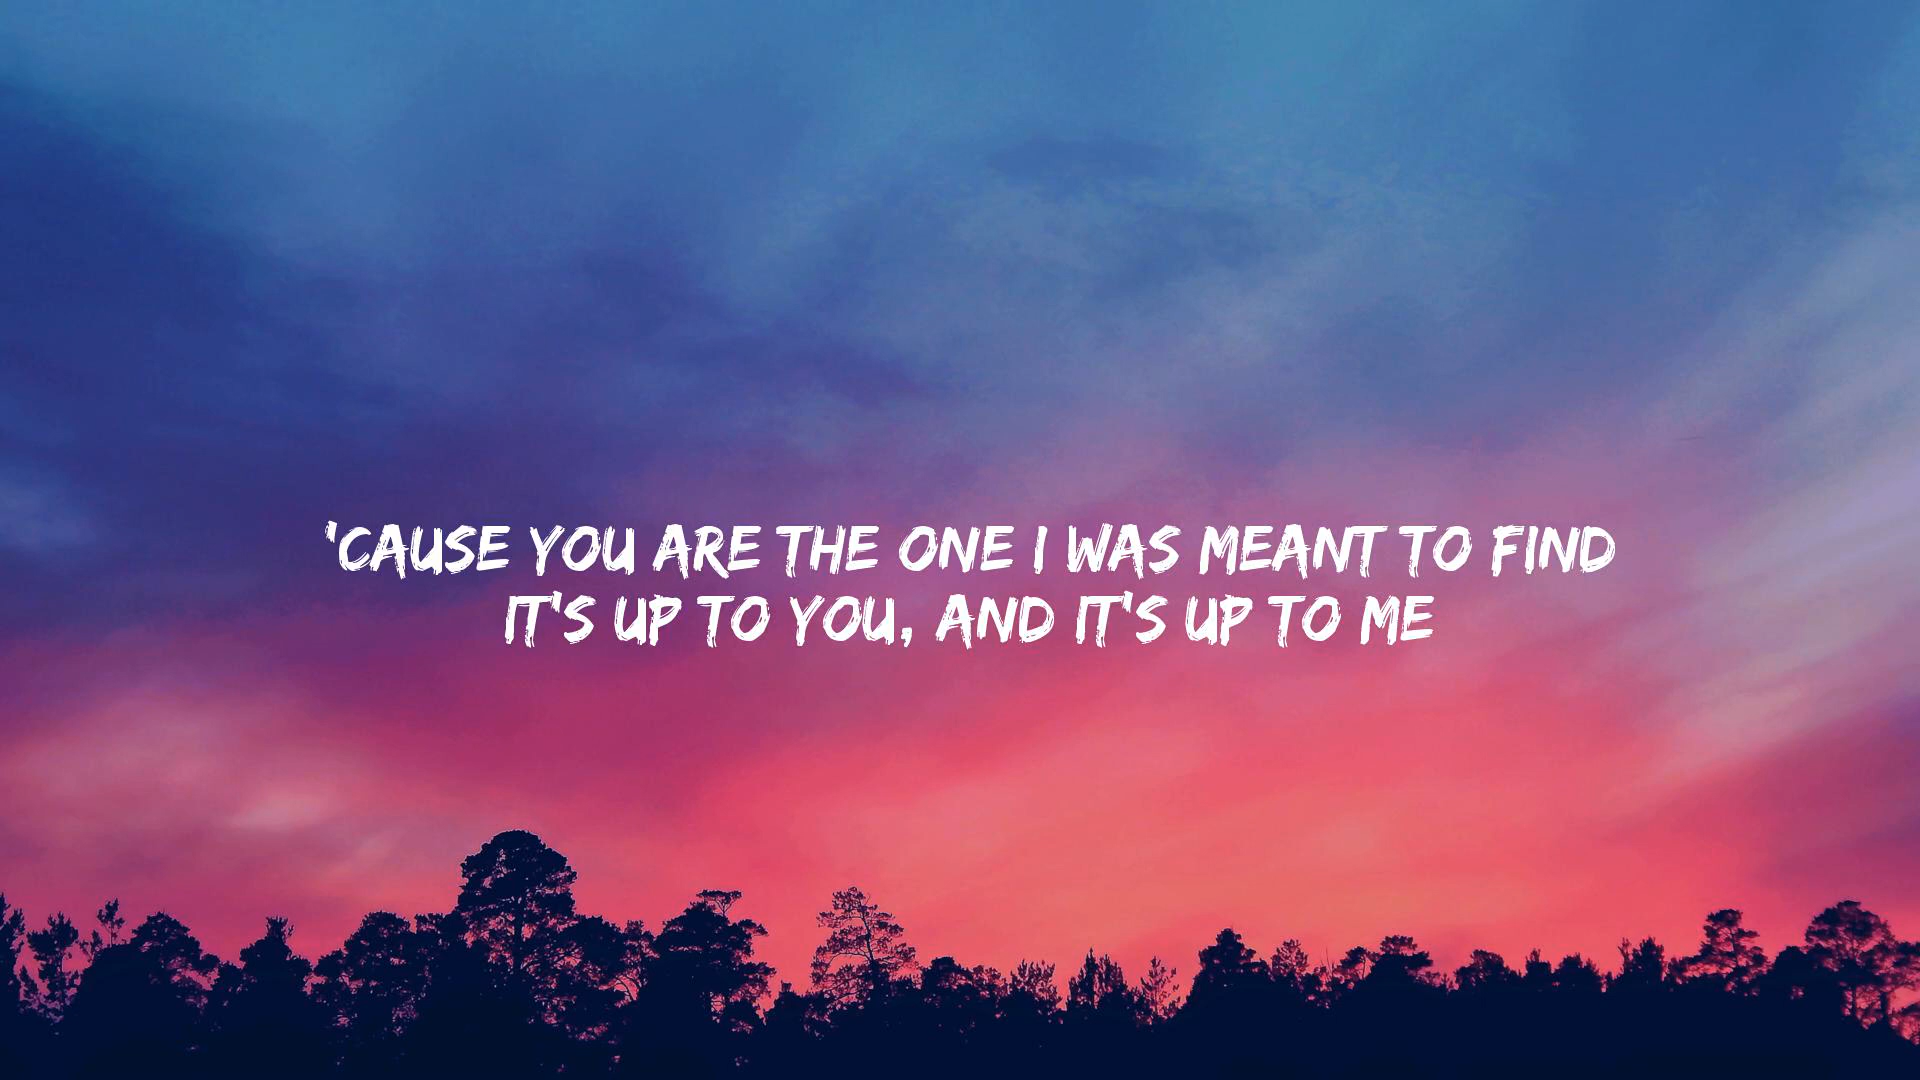 'CAUSE YOU ARE THE ONE I WAS MEANT TO FIND
IT'S UP TO YOU, AND IT'S UP TO ME